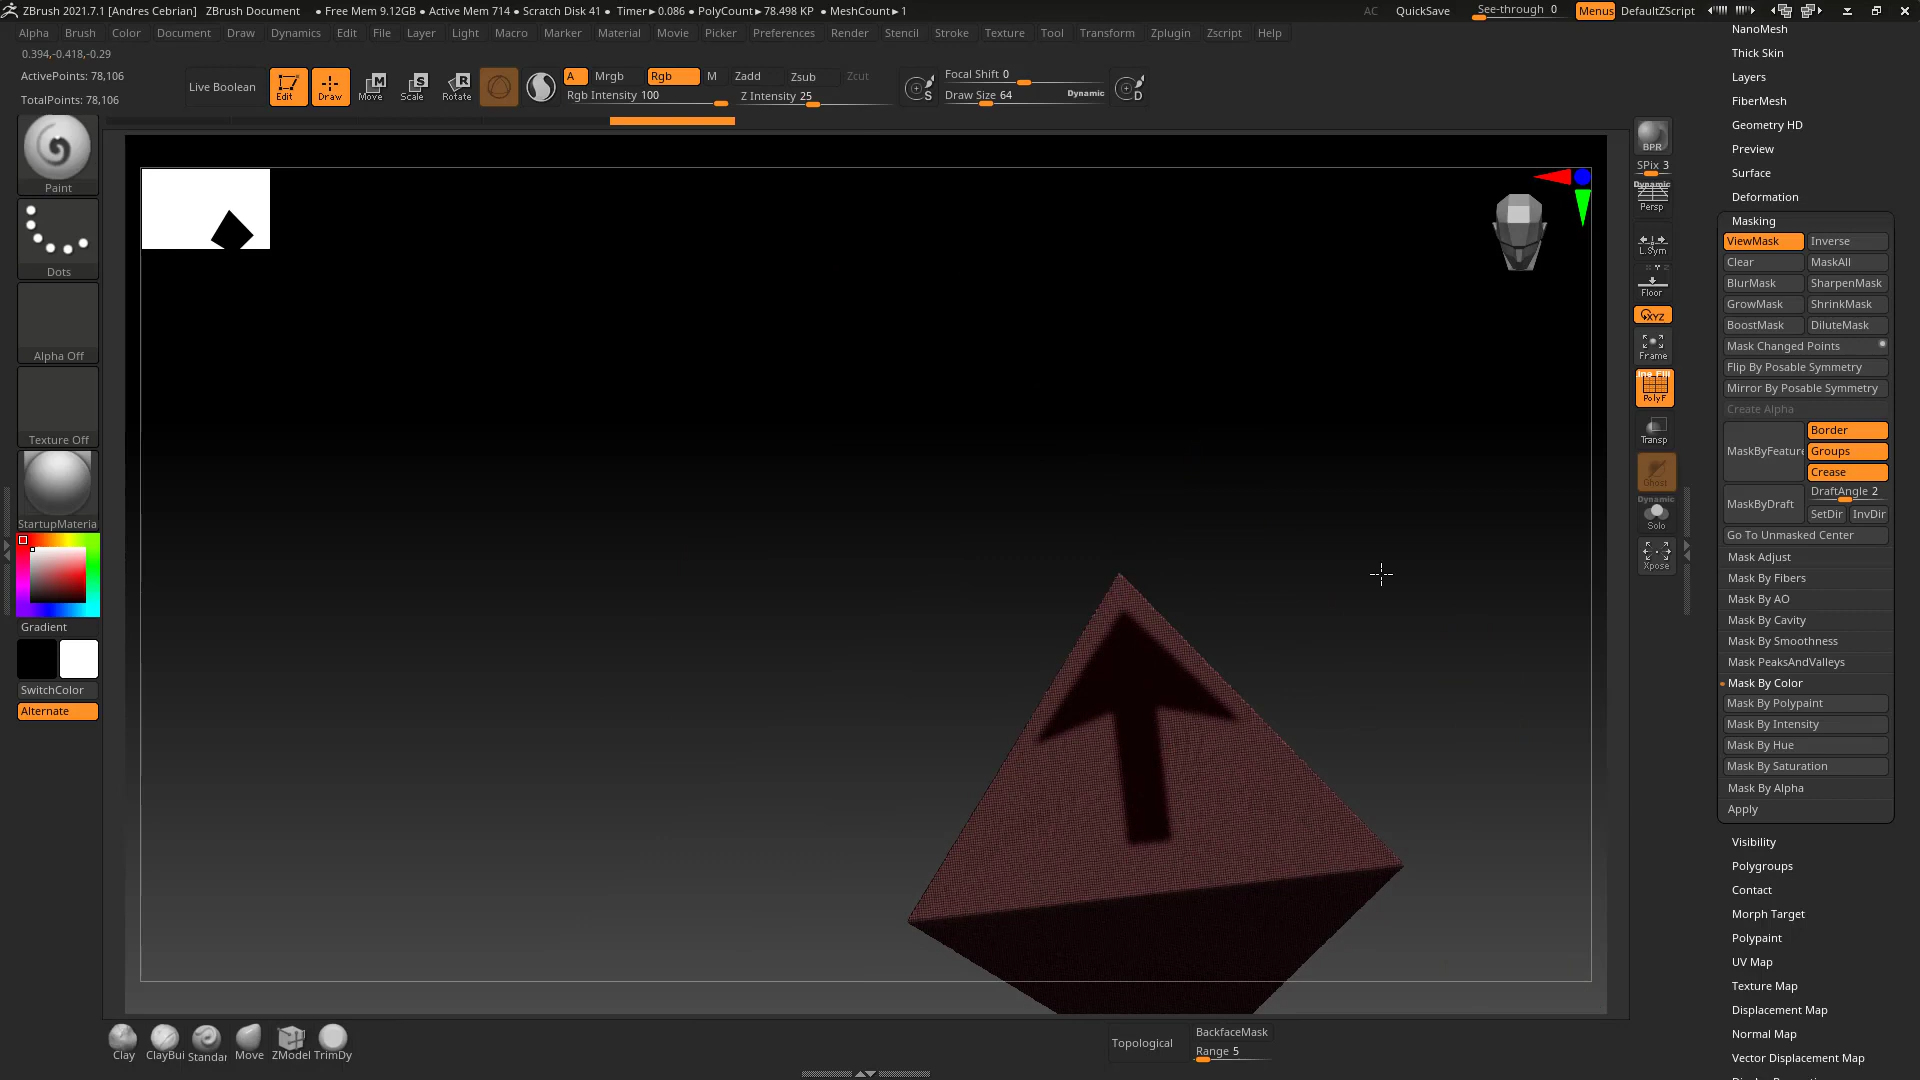 ZBrush 2021.7.1 [Andres Cebrian] ZBrush Document ● Free Mem 9.12GB ● Active Mem 714 ● Scratch Disk 41 ● Timer▸0.086 ● PolyCount▸78.498 KP ● MeshCount▸1 AC QuickSave See-through 0 Menus DefaultZScript
Alpha Brush Color Document Draw Dynamics Edit File Layer Light Macro Marker Material Movie Picker Preferences Render Stencil Stroke Texture Tool Transform Zplugin Zscript Help
0.394,-0.418,-0.29
ActivePoints: 78,106
TotalPoints: 78,106
Live Boolean
Edit
Draw
Move
Scale
Rotate
A
Mrgb
Rgb
M
Zadd
Zsub
Zcut
Rgb Intensity 100
Z Intensity 25
S
Focal Shift 0
Draw Size 64
Dynamic
D
Paint
Dots
Alpha Off
Texture Off
StartupMateria
Gradient
SwitchColor
Alternate
BPR
SPix 3
Dynamic
Persp
L.Sym
Floor
XYZ
Frame
PolyF
Transp
Ghost
Dynamic
Solo
Xpose
NanoMesh
Thick Skin
Layers
FiberMesh
Geometry HD
Preview
Surface
Deformation
Masking
ViewMask Inverse
Clear MaskAll
BlurMask SharpenMask
GrowMask ShrinkMask
BoostMask DiluteMask
Mask Changed Points
Flip By Posable Symmetry
Mirror By Posable Symmetry
Create Alpha
MaskByFeature
Border
Groups
Crease
MaskByDraft
DraftAngle 2
SetDir InvDir
Go To Unmasked Center
Mask Adjust
Mask By Fibers
Mask By AO
Mask By Cavity
Mask By Smoothness
Mask PeaksAndValleys
Mask By Color
Mask By Polypaint
Mask By Intensity
Mask By Hue
Mask By Saturation
Mask By Alpha
Apply
Visibility
Polygroups
Contact
Morph Target
Polypaint
UV Map
Texture Map
Displacement Map
Normal Map
Vector Displacement Map
Clay ClayBui Standar Move ZModel TrimDy
Topological
BackfaceMask
Range 5